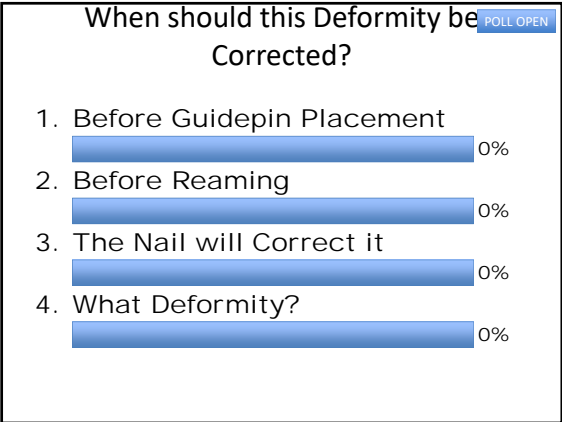 When should this Deformity be
POLL OPEN
Corrected?
1. Before Guidepin Placement
0%
2. Before Reaming
0%
3. The Nail will Correct it
0%
4. What Deformity?
0%